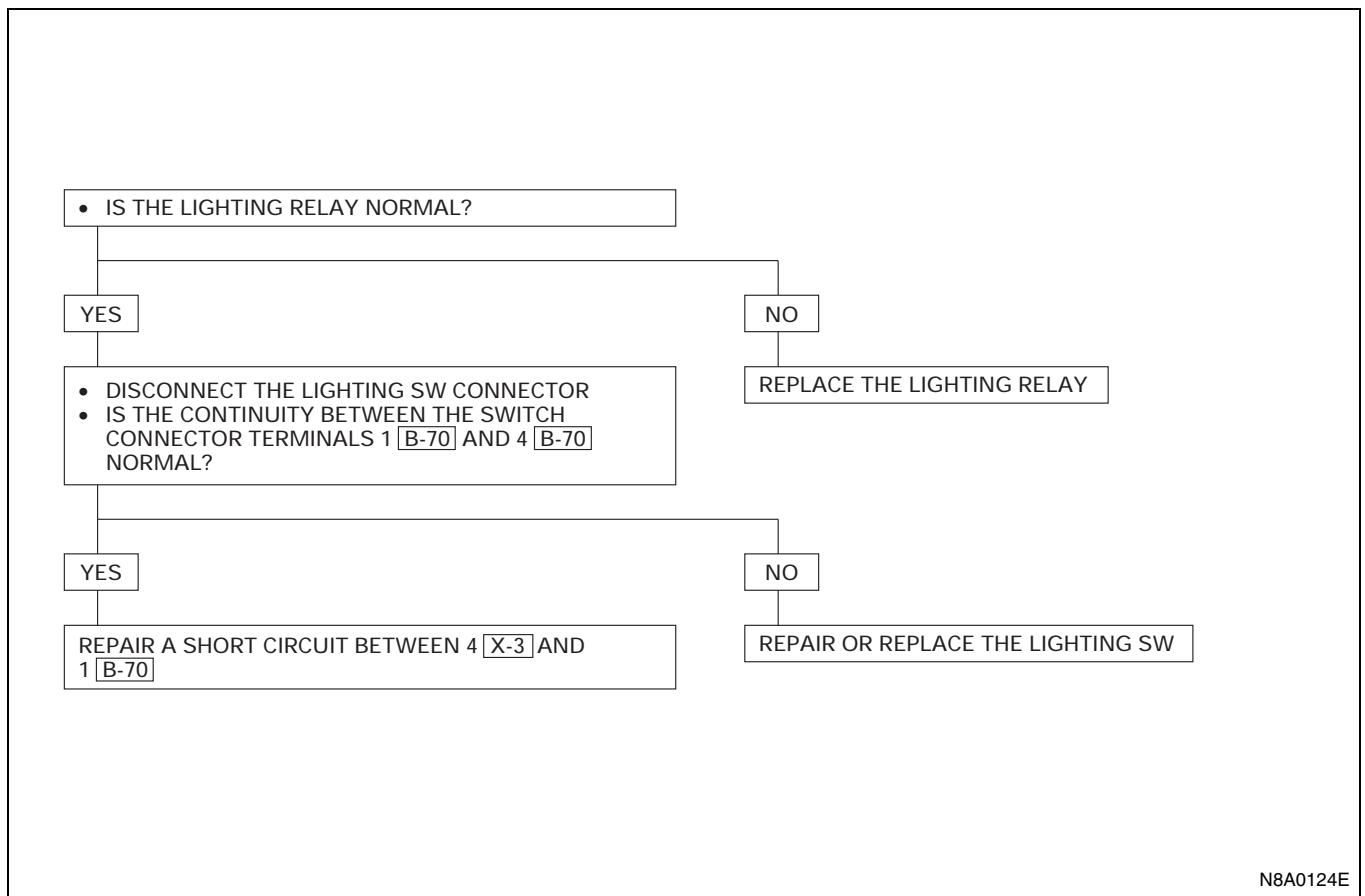 • IS THE LIGHTING RELAY NORMAL?
YES
NO
• DISCONNECT THE LIGHTING SW CONNECTOR
• IS THE CONTINUITY BETWEEN THE SWITCH
CONNECTOR TERMINALS 1 B-70 AND 4 B-70
NORMAL?
REPLACE THE LIGHTING RELAY
YES
NO
REPAIR A SHORT CIRCUIT BETWEEN 4 X-3 AND
1 B-70
REPAIR OR REPLACE THE LIGHTING SW
N8A0124E